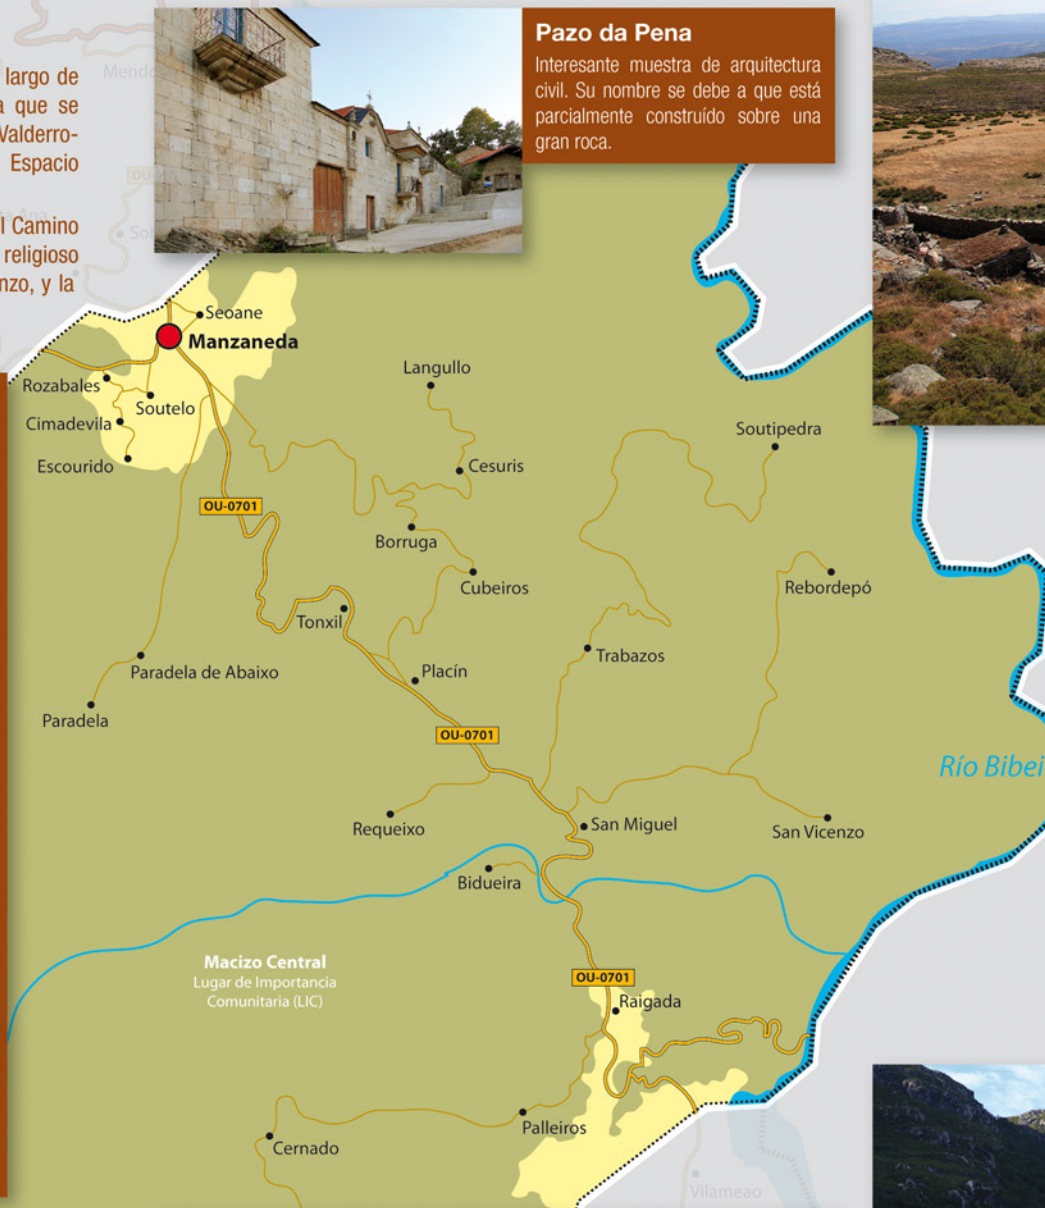 largo de
a que se
Valderro-
Espacio
l Camino
religioso
nzo, y la
Pazo da Pena
Interesante muestra de arquitectura
civil. Su nombre se debe a que está
parcialmente construído sobre una
gran roca.
Seoane
Manzaneda
Rozabales
Soutelo
Cimadevila
Escourido
Langullo
Cesuris
Soutipedra
OU-0701
Borruga
Cubeiros
Rebordepó
Tonxil
Trabazos
Paradela de Abaixo
Placín
Paradela
OU-0701
Río Bibei
Requeixo
San Miguel
San Vicenzo
Bidueira
Macizo Central
Lugar de Importancia
Comunitaria (LIC)
OU-0701
Raigada
Palleiros
Cernado
Vilameao